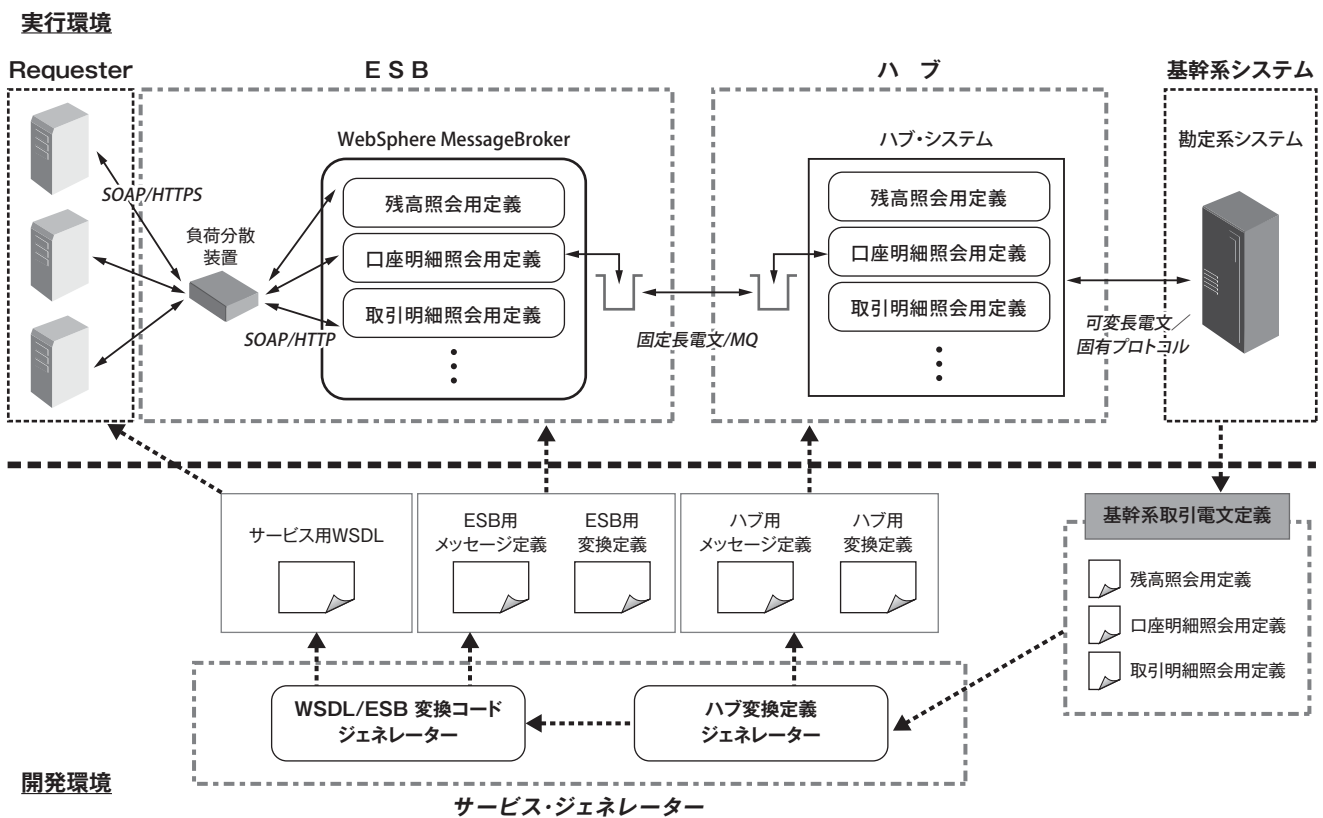 実行環境
Requester
ESB
ハブ
基幹系システム
WebSphere MessageBroker
ハブ・システム
勘定系システム
SOAP/HTTPS
負荷分散
装置
SOAP/HTTP
残高照会用定義
口座明細照会用定義
取引明細照会用定義
固定長電文/MQ
残高照会用定義
口座明細照会用定義
取引明細照会用定義
可変長電文/
固有プロトコル
サービス用WSDL
ESB用
メッセージ定義
ESB用
変換定義
ハブ用
メッセージ定義
ハブ用
変換定義
基幹系取引電文定義
残高照会用定義
口座明細照会用定義
取引明細照会用定義
WSDL/ESB 変換コード
ジェネレーター
ハブ変換定義
ジェネレーター
開発環境
サービス・ジェネレーター